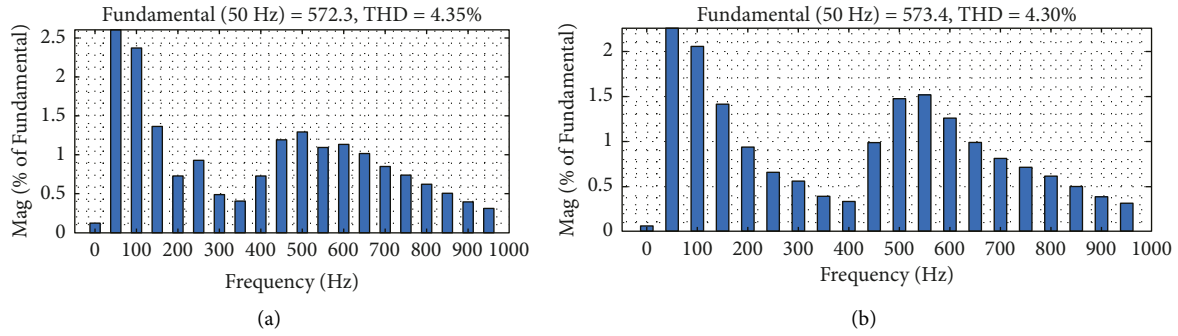 Fundamental (50 Hz) = 572.3, THD = 4.35%
Mag (% of Fundamental)
2.5
2
1.5
1
0.5
0
0 100 200 300 400 500 600 700 800 900 1000
Frequency (Hz)
(a)
Fundamental (50 Hz) = 573.4, THD = 4.30%
Mag (% of Fundamental)
2
1.5
1
0.5
0
0 100 200 300 400 500 600 700 800 900 1000
Frequency (Hz)
(b)